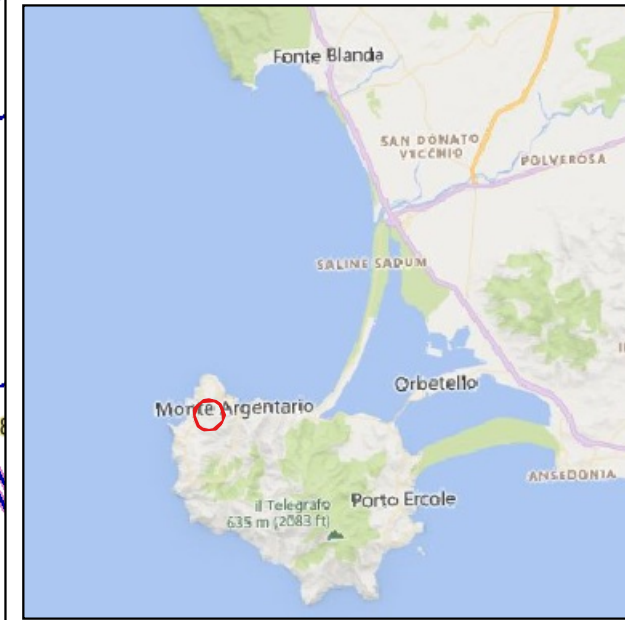 Fonte Blanda
SAN DONATO
VECCHIO
POLVEROSA
SALINE SADUM
Orbetello
Monte Argentario
ANSEDONIA
il Telegrafo
635 m (2083 ft)
Porto Ercole